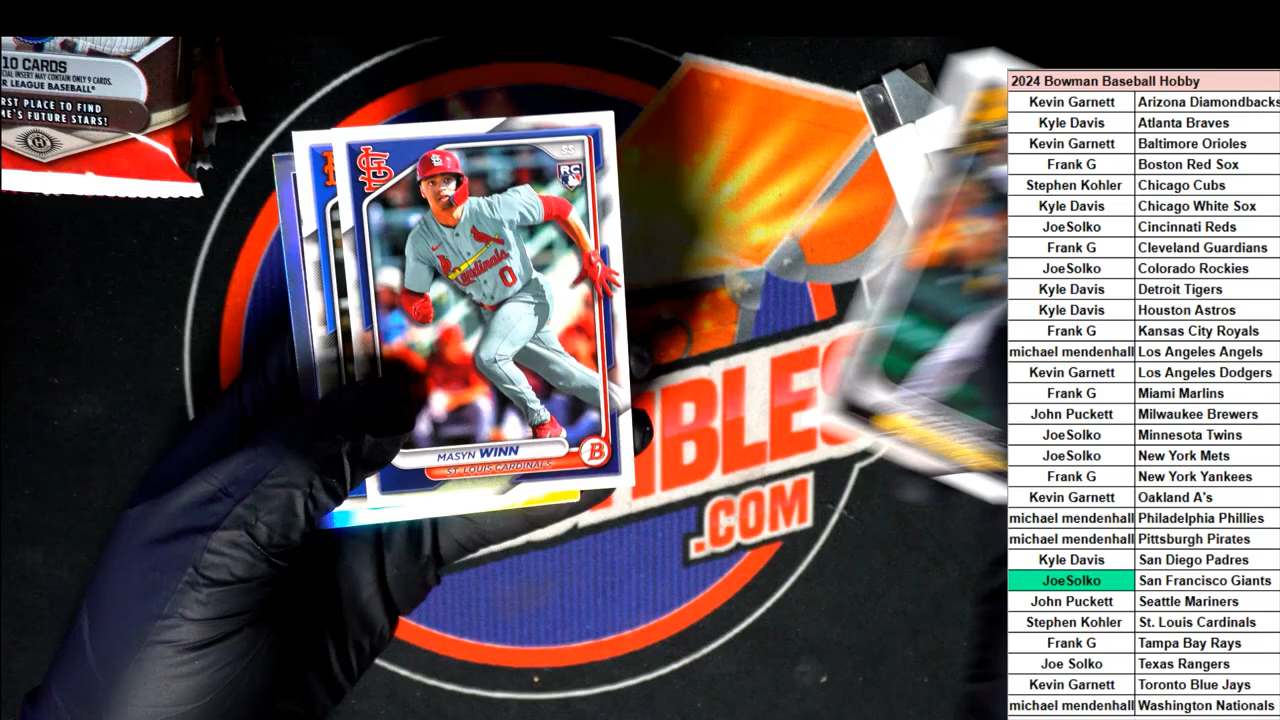 10 CARDS
CIAL INSERT MAY CONTAIN ONLY 9 CARDS.
R LEAGUE BASEBALL®
RST PLACE TO FIND
ME'S FUTURE STARS!
H
STL
SS
RC
Cardinals
0
MASYN WINN
ST. LOUIS CARDINALS
B
IBLES
.COM
2024 Bowman Baseball Hobby
Kevin Garnett Arizona Diamondbacks
Kyle Davis Atlanta Braves
Kevin Garnett Baltimore Orioles
Frank G Boston Red Sox
Stephen Kohler Chicago Cubs
Kyle Davis Chicago White Sox
JoeSolko Cincinnati Reds
Frank G Cleveland Guardians
JoeSolko Colorado Rockies
Kyle Davis Detroit Tigers
Kyle Davis Houston Astros
Frank G Kansas City Royals
michael mendenhall Los Angeles Angels
Kevin Garnett Los Angeles Dodgers
Frank G Miami Marlins
John Puckett Milwaukee Brewers
JoeSolko Minnesota Twins
JoeSolko New York Mets
Frank G New York Yankees
Kevin Garnett Oakland A's
michael mendenhall Philadelphia Phillies
michael mendenhall Pittsburgh Pirates
Kyle Davis San Diego Padres
JoeSolko San Francisco Giants
John Puckett Seattle Mariners
Stephen Kohler St. Louis Cardinals
Frank G Tampa Bay Rays
Joe Solko Texas Rangers
Kevin Garnett Toronto Blue Jays
michael mendenhall Washington Nationals